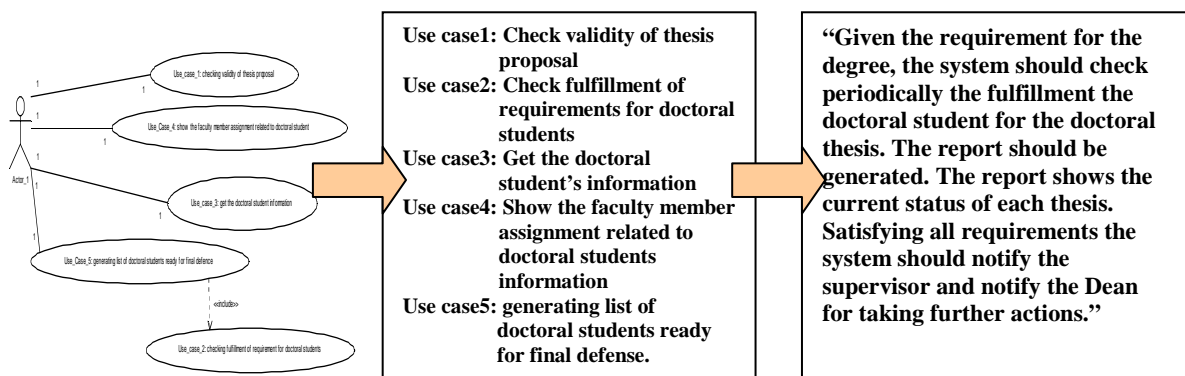 1
Use_case_1: checking validity of thesis proposal
1
1
Use_Case_4: show the faculty member assignment related to doctoral student
1
Actor_1
1
1
Use_case_3: get the doctoral student information
1
1
Use_Case_5: generating list of doctoral students ready for final defence
<<include>>
Use_case_2: checking fulfillment of requirement for doctoral students
Use case1: Check validity of thesis
proposal
Use case2: Check fulfillment of
requirements for doctoral
students
Use case3: Get the doctoral
student’s information
Use case4: Show the faculty member
assignment related to
doctoral students
information
Use case5: generating list of
doctoral students ready
for final defense.
“Given the requirement for the
degree, the system should check
periodically the fulfillment the
doctoral student for the doctoral
thesis. The report should be
generated. The report shows the
current status of each thesis.
Satisfying all requirements the
system should notify the
supervisor and notify the Dean
for taking further actions.”